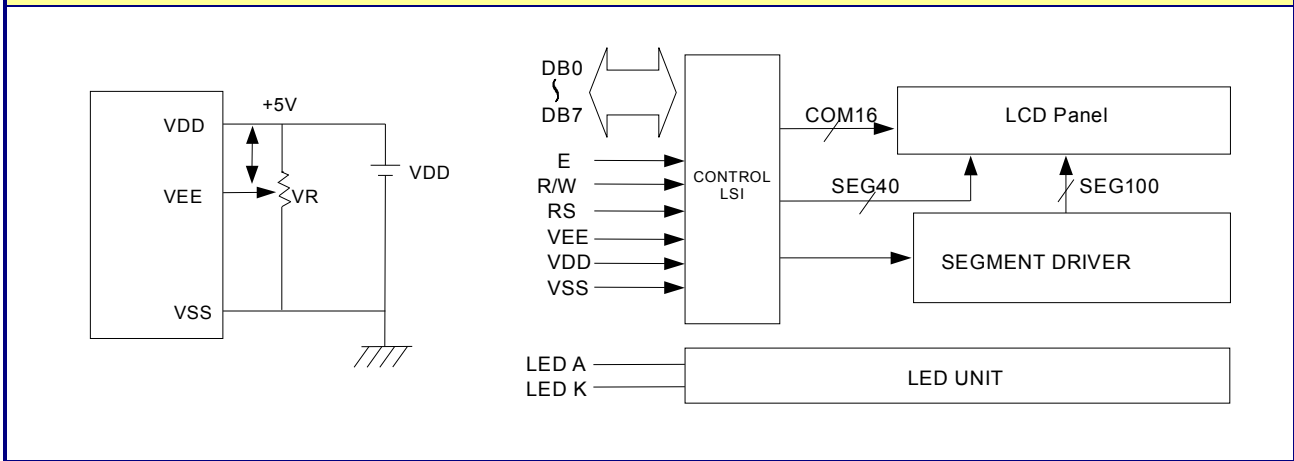 +5V
VDD
VDD
VEE
VR
VSS
DB0
DB7
COM16
LCD Panel
E
R/W
RS
VEE
VDD
VSS
CONTROL
LSI
SEG40
SEG100
SEGMENT DRIVER
LED A
LED K
LED UNIT